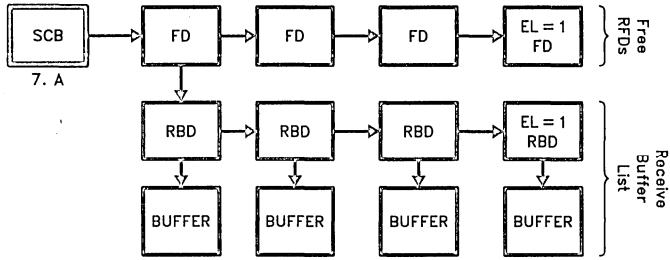 SCB
FD
FD
FD
EL = 1
FD
Free
RFDs
7. A
RBD
RBD
RBD
EL = 1
RBD
BUFFER
BUFFER
BUFFER
BUFFER
Receive
Buffer
List